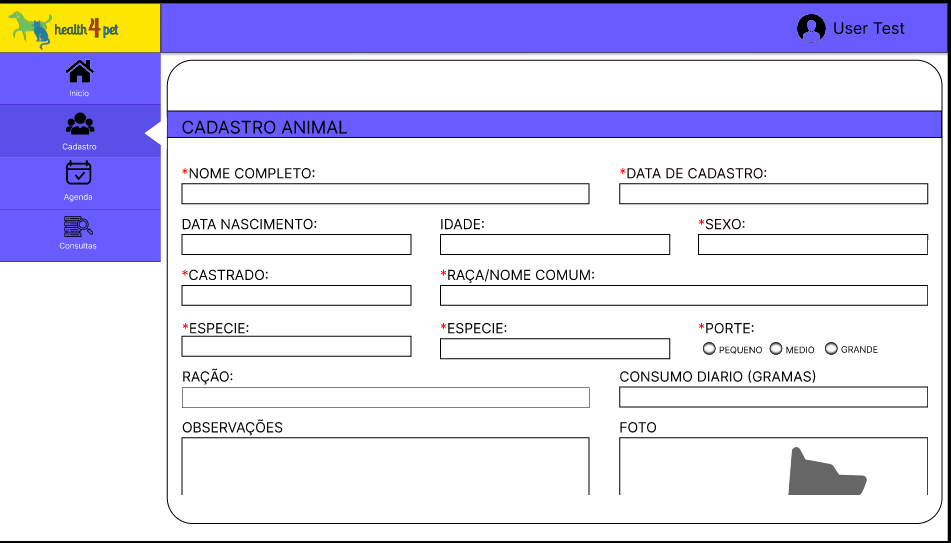 health4pet
User Test
Inicio
Cadastro
Agenda
Consultas
CADASTRO ANIMAL
*NOME COMPLETO: *DATA DE CADASTRO:
DATA NASCIMENTO: IDADE: *SEXO:
*CASTRADO: *RAÇA/NOME COMUM:
*ESPECIE: *ESPECIE: *PORTE:
PEQUENO MEDIO GRANDE
RAÇÃO: CONSUMO DIARIO (GRAMAS)
OBSERVAÇÕES FOTO